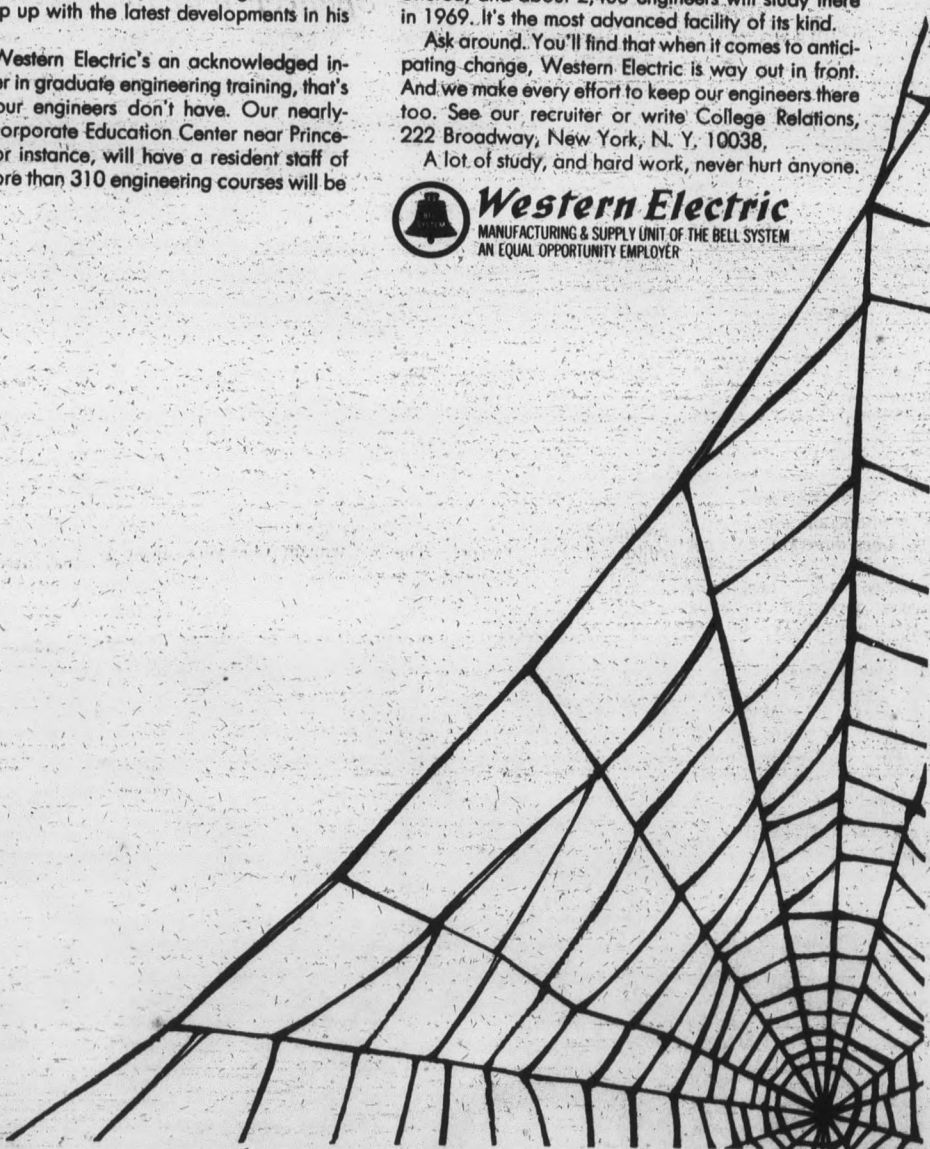 p up with the latest developments in his
Western Electric's an acknowledged in-
or in graduate engineering training, that's
our engineers don't have. Our nearly-
orporate Education Center near Prince-
or instance, will have a resident staff of
ore than 310 engineering courses will be
engineers will study there
in 1969. It's the most advanced facility of its kind.
Ask around. You'll find that when it comes to antici-
pating change, Western Electric is way out in front.
And we make every effort to keep our engineers there
too. See our recruiter or write College Relations,
222 Broadway, New York, N. Y. 10038.
A lot of study, and hard work, never hurt anyone.
Western Electric
MANUFACTURING & SUPPLY UNIT OF THE BELL SYSTEM
AN EQUAL OPPORTUNITY EMPLOYER